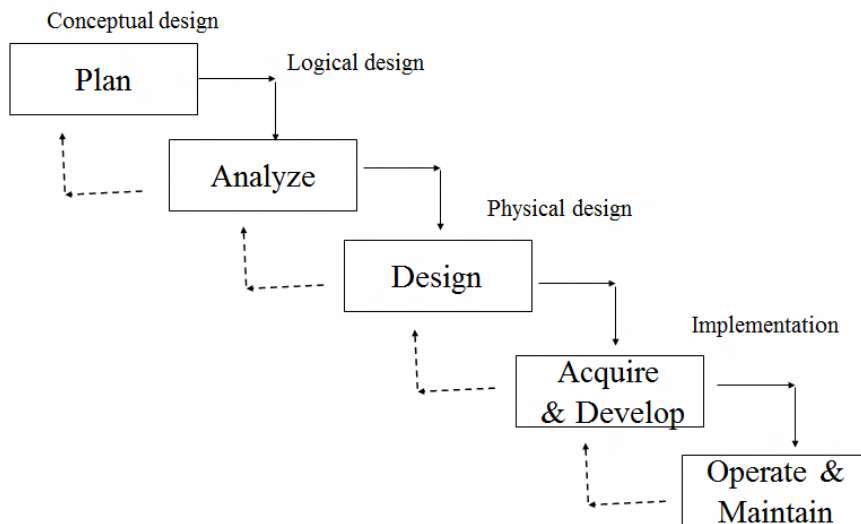 Conceptual design
Plan
Logical design
Analyze
Physical design
Design
Implementation
Acquire
& Develop
Operate &
Maintain